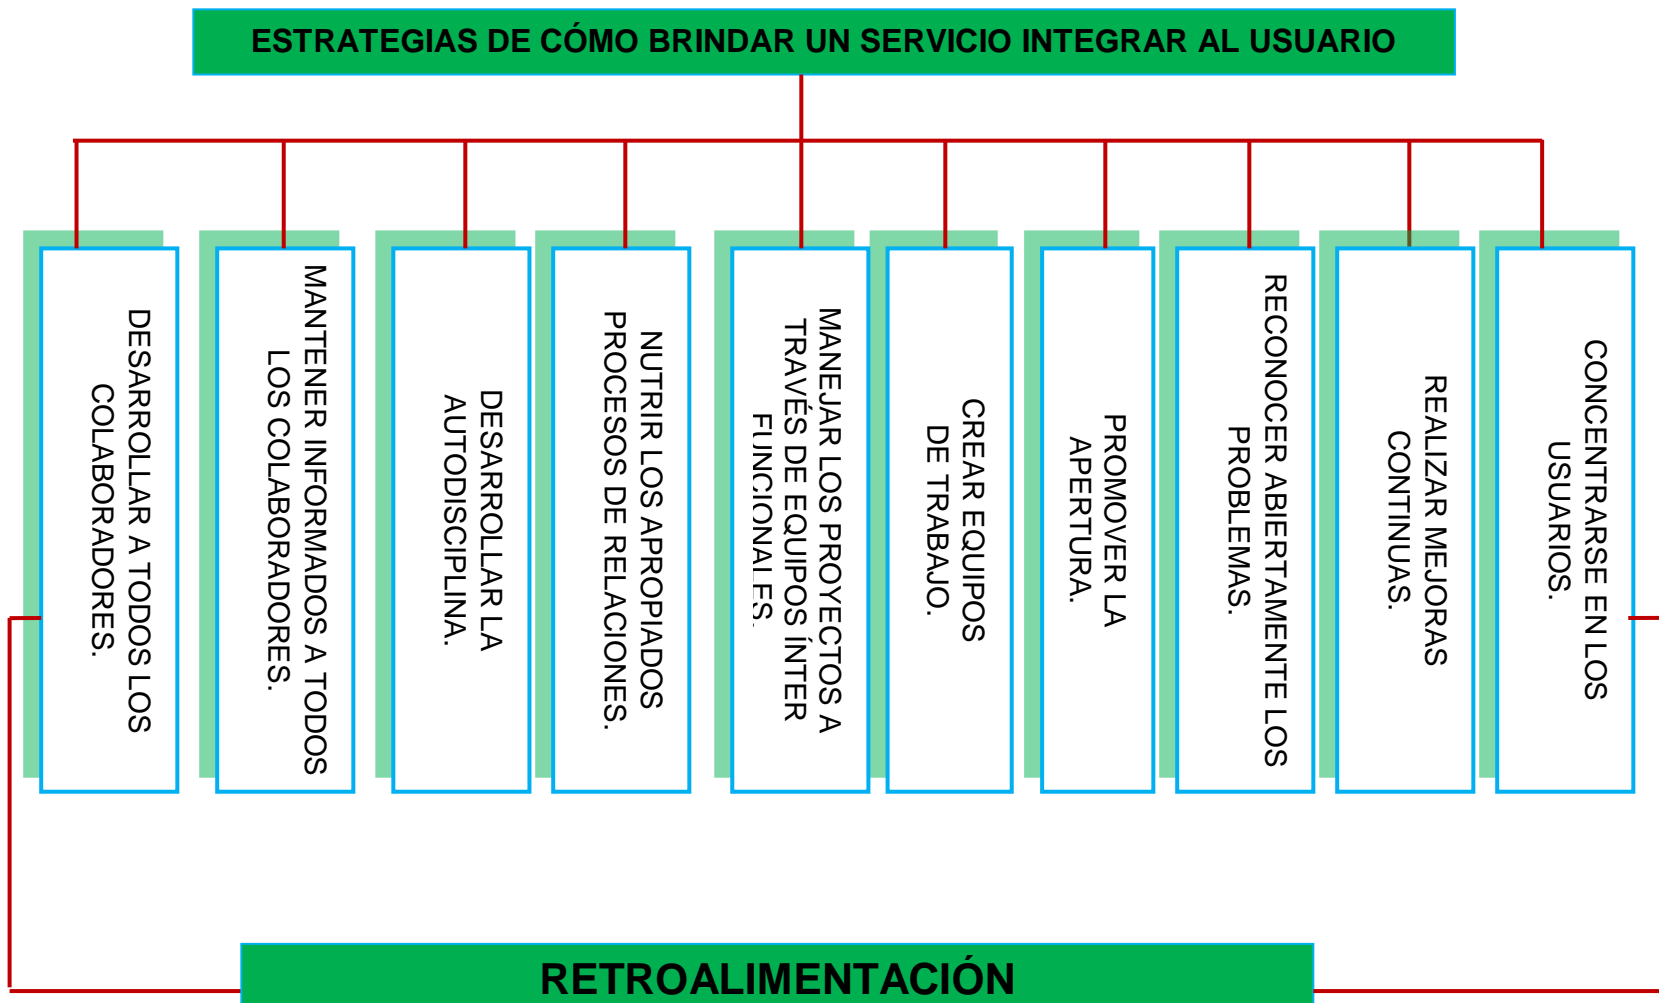 ESTRATEGIAS DE CÓMO BRINDAR UN SERVICIO INTEGRAR AL USUARIO
DESARROLLAR A TODOS LOS
COLABORADORES.
MANTENER INFORMADOS A TODOS
LOS COLABORADORES.
DESARROLLAR LA
AUTODISCIPLINA.
NUTRIR LOS APROPIADOS
PROCESOS DE RELACIONES.
MANEJAR LOS PROYECTOS A
TRAVÉS DE EQUIPOS ÍNTER
FUNCIONALES.
CREAR EQUIPOS
DE TRABAJO.
PROMOVER LA
APERTURA.
RECONOCER ABIERTAMENTE LOS
PROBLEMAS.
REALIZAR MEJORAS
CONTINUAS.
CONCENTRARSE EN LOS
USUARIOS.
RETROALIMENTACIÓN